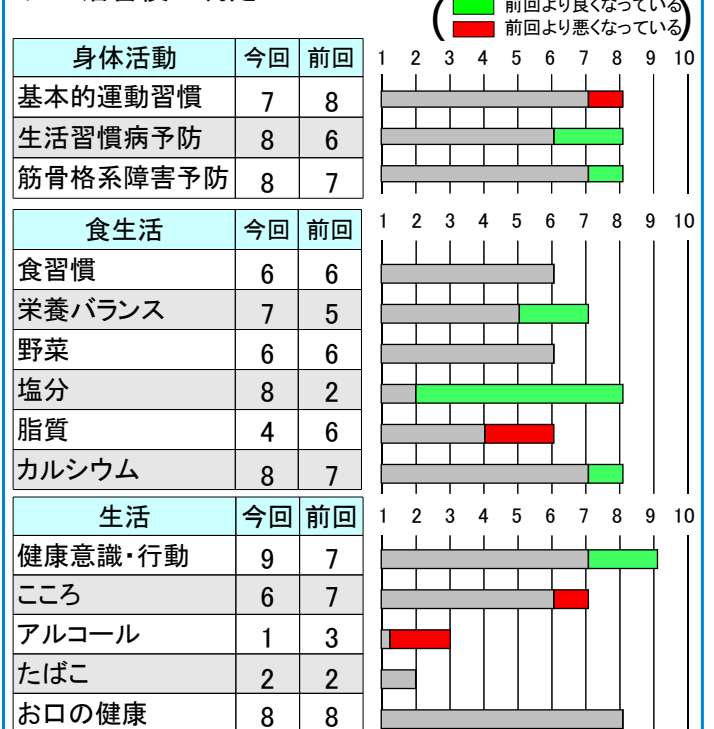 前回より良くなっている
前回より悪くなっている
身体活動 今回 前回 1 2 3 4 5 6 7 8 9 10
基本的運動習慣 7 8
生活習慣病予防 8 6
筋骨格系障害予防 8 7
食生活 今回 前回 1 2 3 4 5 6 7 8 9 10
食習慣 6 6
栄養バランス 7 5
野菜 6 6
塩分 8 2
脂質 4 6
カルシウム 8 7
生活 今回 前回 1 2 3 4 5 6 7 8 9 10
健康意識・行動 9 7
こころ 6 7
アルコール 1 3
たばこ 2 2
お口の健康 8 8